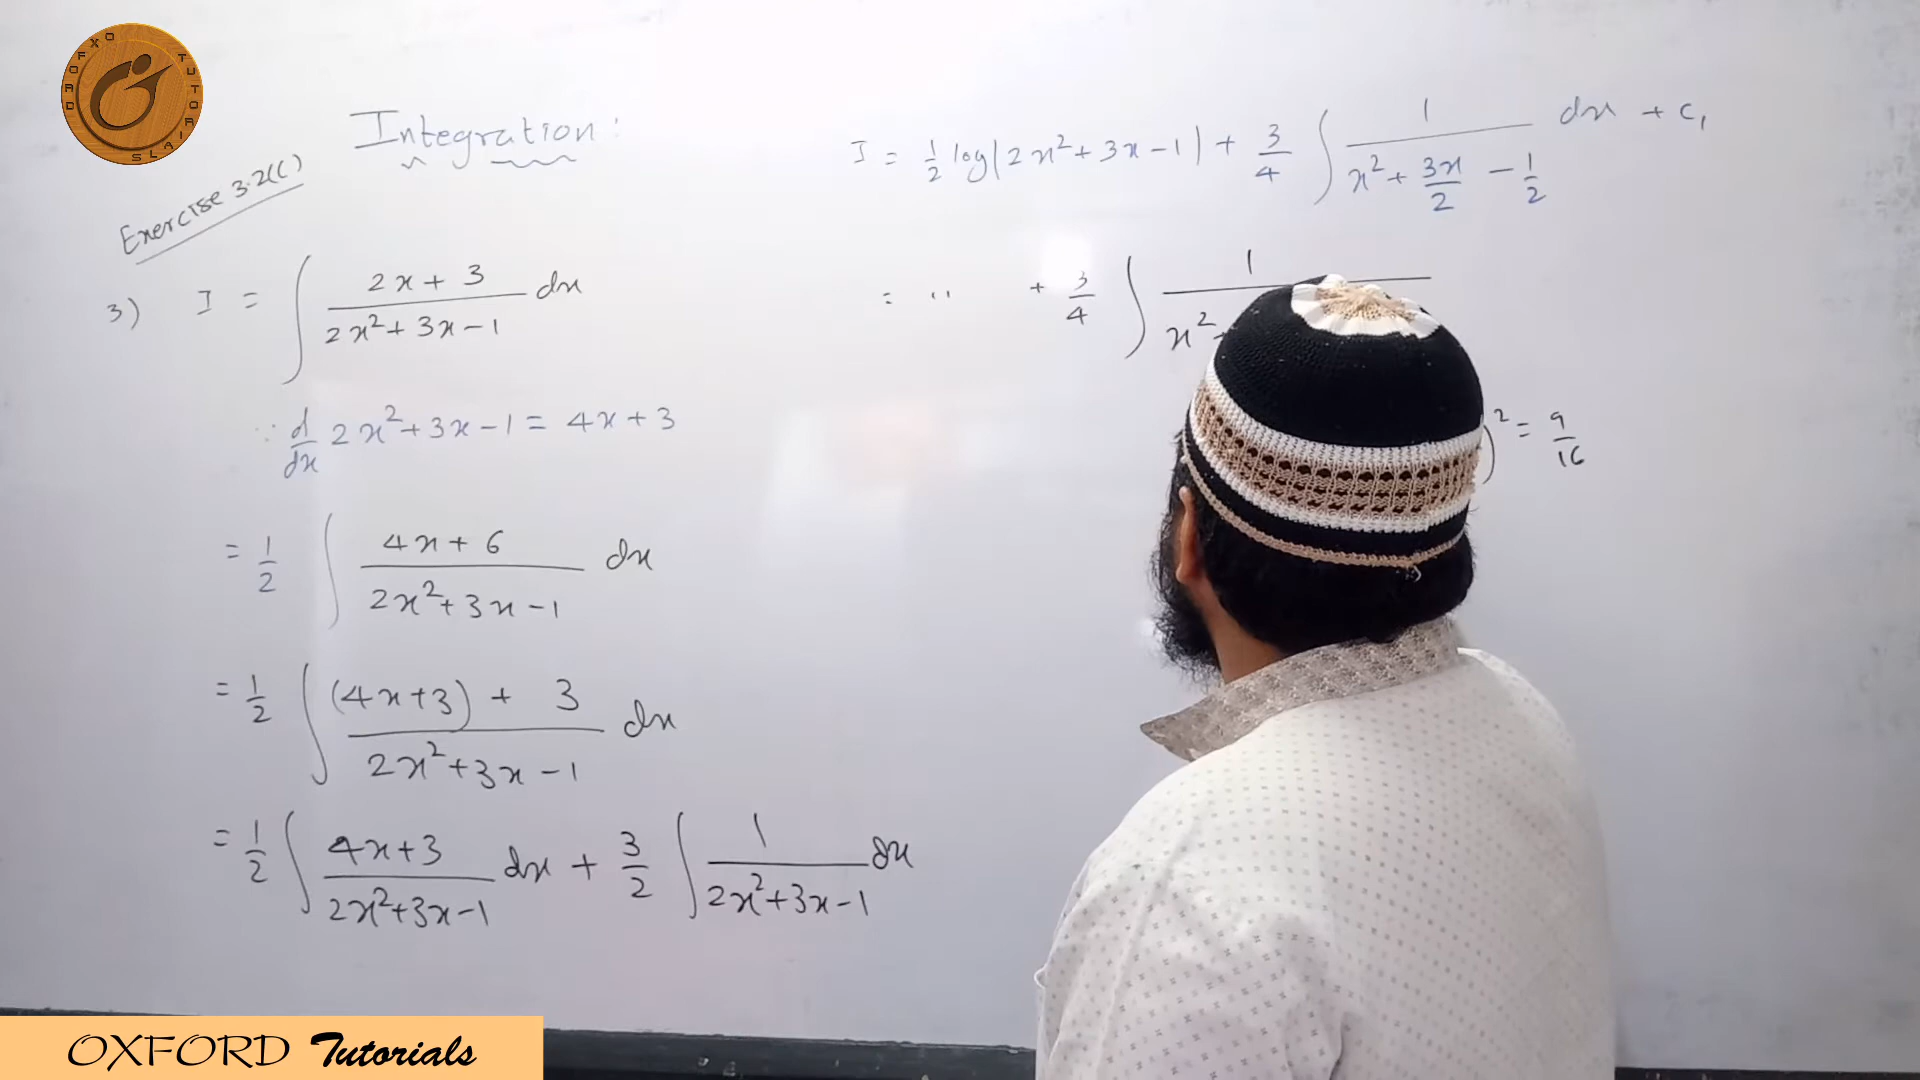 OXFORD TUTORIALS
Integration:
Exercise 3.2(C)
3) I = ∫ (2x + 3)/(2x² + 3x - 1) dx
∵ d/dx 2x² + 3x - 1 = 4x + 3
= 1/2 ∫ (4x + 6)/(2x² + 3x - 1) dx
= 1/2 ∫ ((4x + 3) + 3)/(2x² + 3x - 1) dx
= 1/2 ∫ (4x + 3)/(2x² + 3x - 1) dx + 3/2 ∫ 1/(2x² + 3x - 1) dx
I = 1/2 log|2x² + 3x - 1| + 3/4 ∫ 1/(x² + 3x/2 - 1/2) dx + c₁
= " + 3/4 ∫ 1/(x² +
)² = 9/16
OXFORD Tutorials